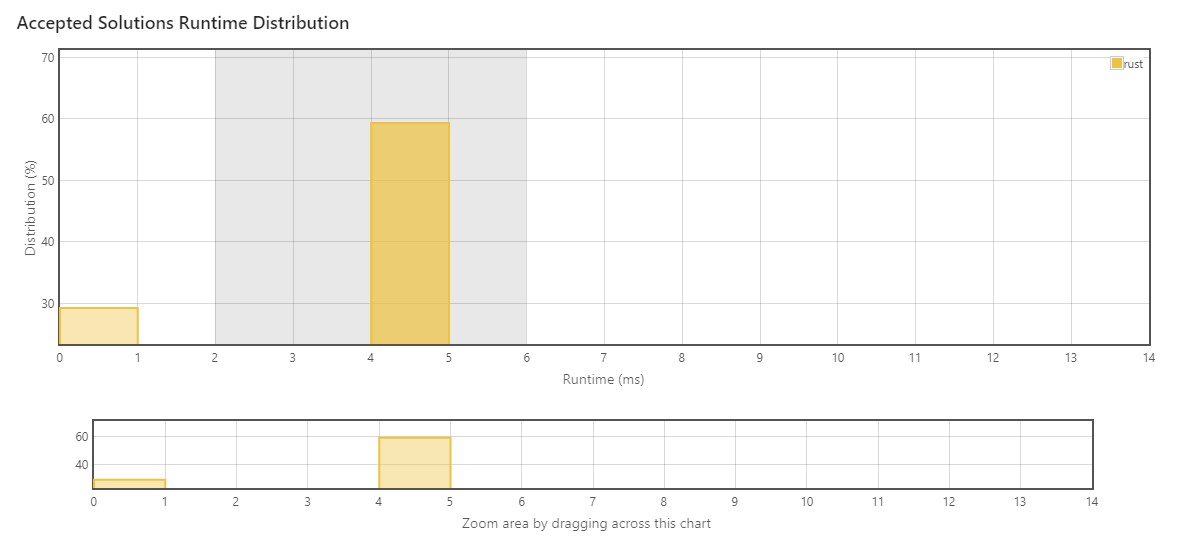 Accepted Solutions Runtime Distribution
70
rust
60
50
Distribution (%)
40
30
0 1 2 3 4 5 6 7 8 9 10 11 12 13 14
Runtime (ms)
60
40
0 1 2 3 4 5 6 7 8 9 10 11 12 13 14
Zoom area by dragging across this chart